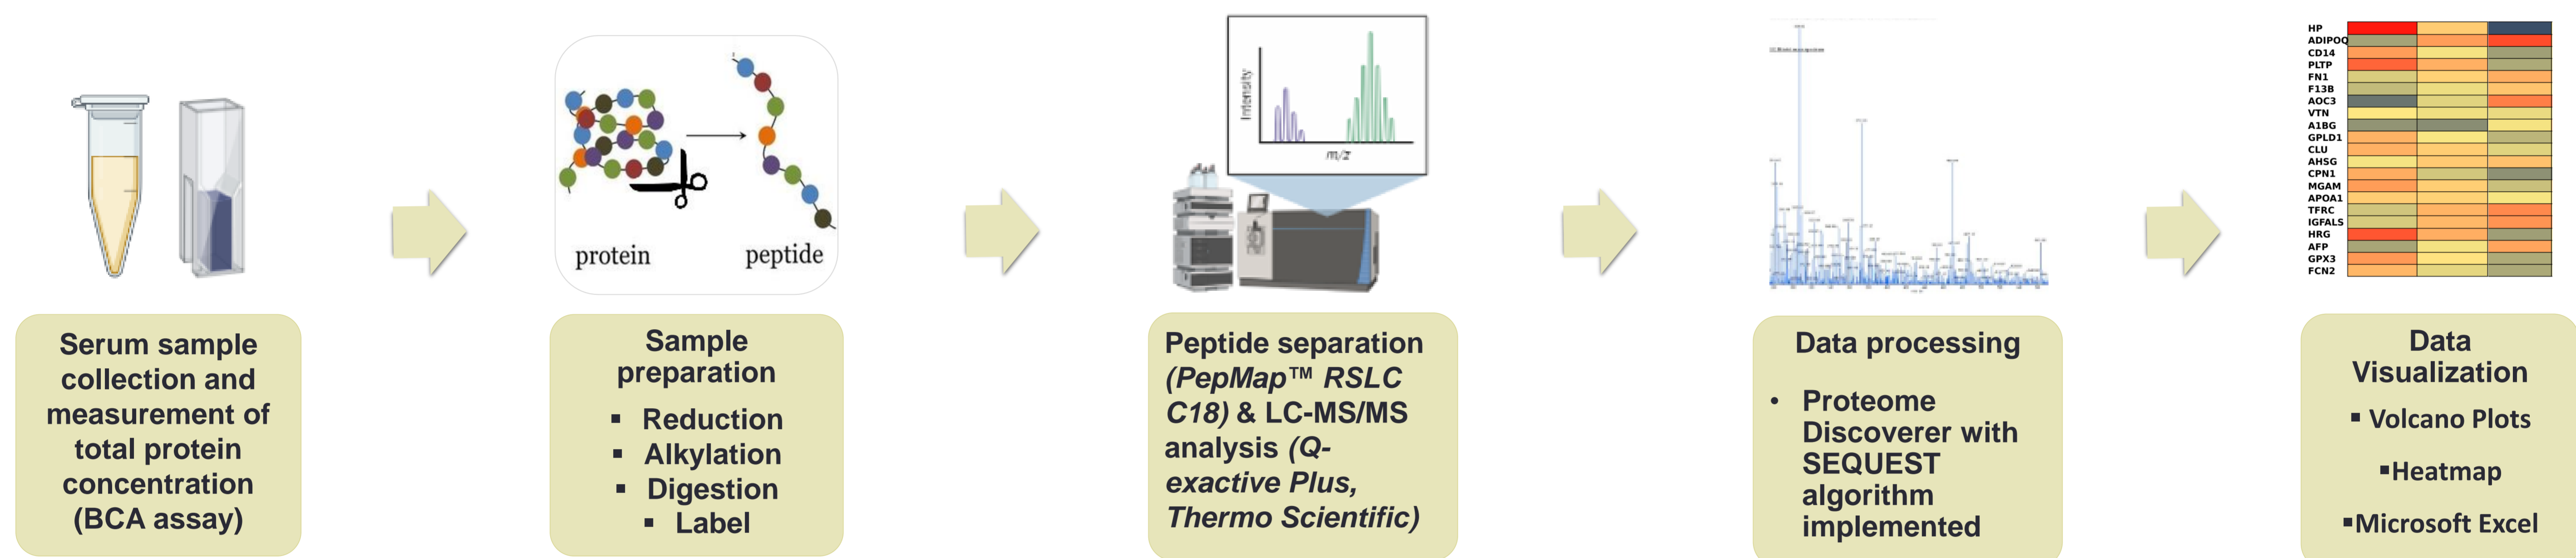 protein
peptide
Intensity
m/z
HP
ADIPOQ
CD14
PLTP
FN1
F13B
AOC3
VTN
A1BG
GPLD1
CLU
AHSG
CPN1
MGAM
APOA1
TFRC
IGFALS
HRG
AFP
GPX3
FCN2
Serum sample
collection and
measurement of
total protein
concentration
(BCA assay)
Sample
preparation
▪ Reduction
▪ Alkylation
▪ Digestion
▪ Label
Peptide separation
(PepMap™ RSLC
C18) & LC-MS/MS
analysis (Q-
exactive Plus,
Thermo Scientific)
Data processing
• Proteome
Discoverer with
SEQUEST
algorithm
implemented
Data
Visualization
▪ Volcano Plots
▪Heatmap
▪Microsoft Excel